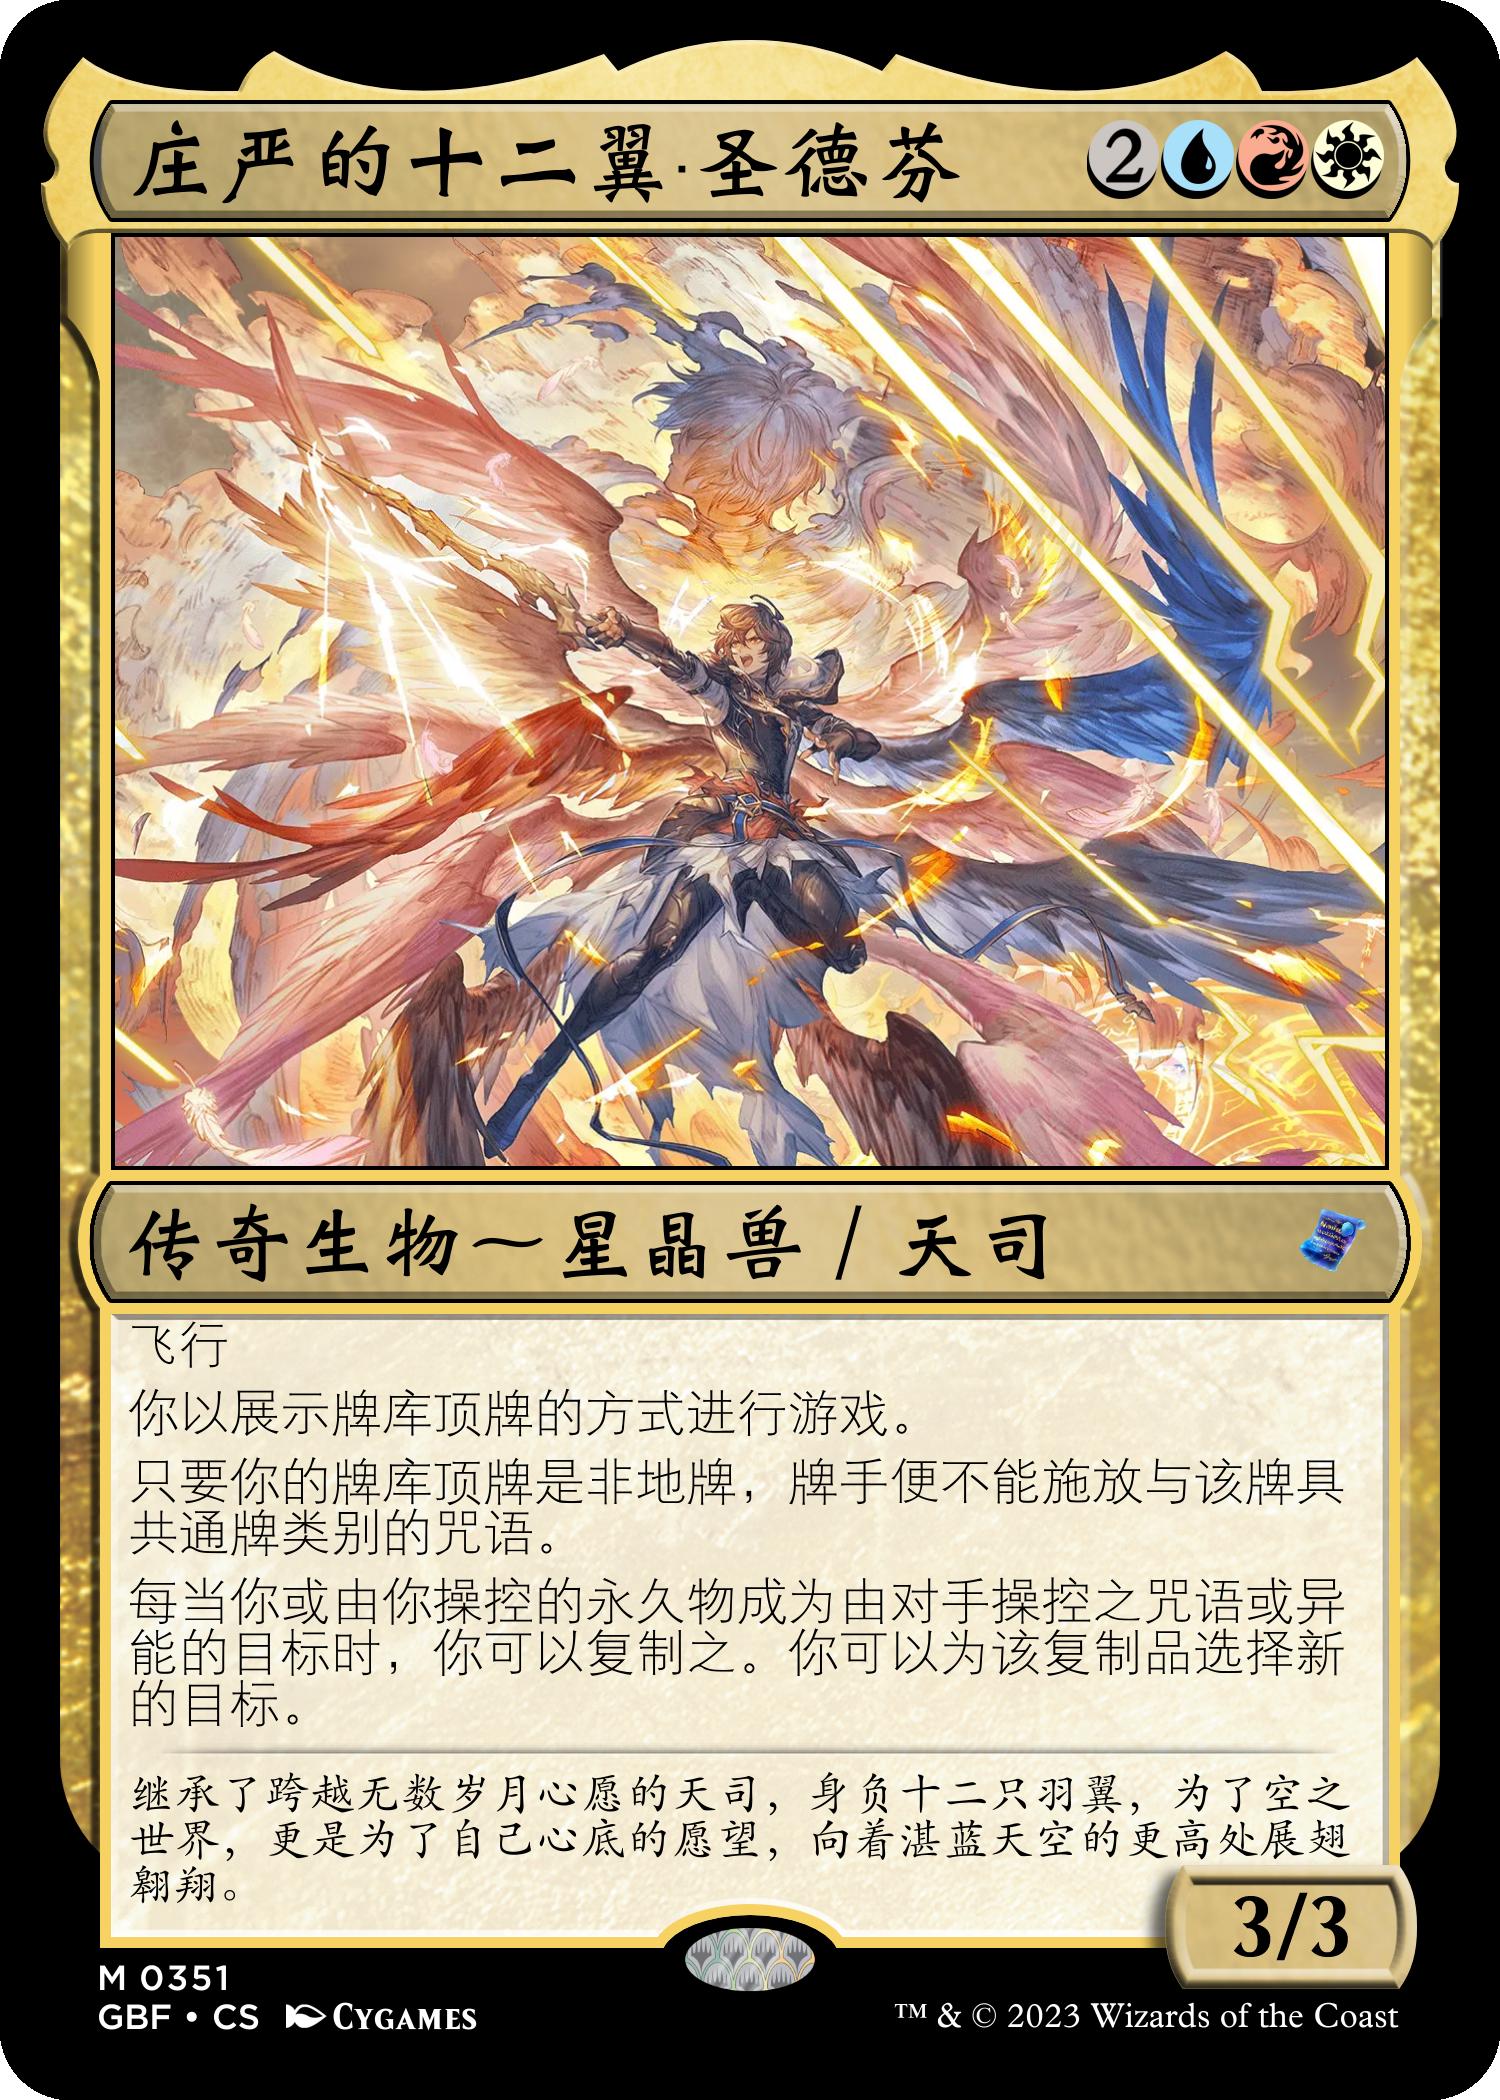 庄严的十二翼·圣德芬 2
传奇生物～星晶兽／天司
飞行
你以展示牌库顶牌的方式进行游戏。
只要你的牌库顶牌是非地牌，牌手便不能施放与该牌具
共通牌类别的咒语。
每当你或由你操控的永久物成为由对手操控之咒语或异
能的目标时，你可以复制之。你可以为该复制品选择新
的目标。
继承了跨越无数岁月心愿的天司，身负十二只羽翼，为了空之
世界，更是为了自己心底的愿望，向着湛蓝天空的更高处展翅
翱翔。
3/3
M 0351
GBF • CS CYGAMES
™ & © 2023 Wizards of the Coast